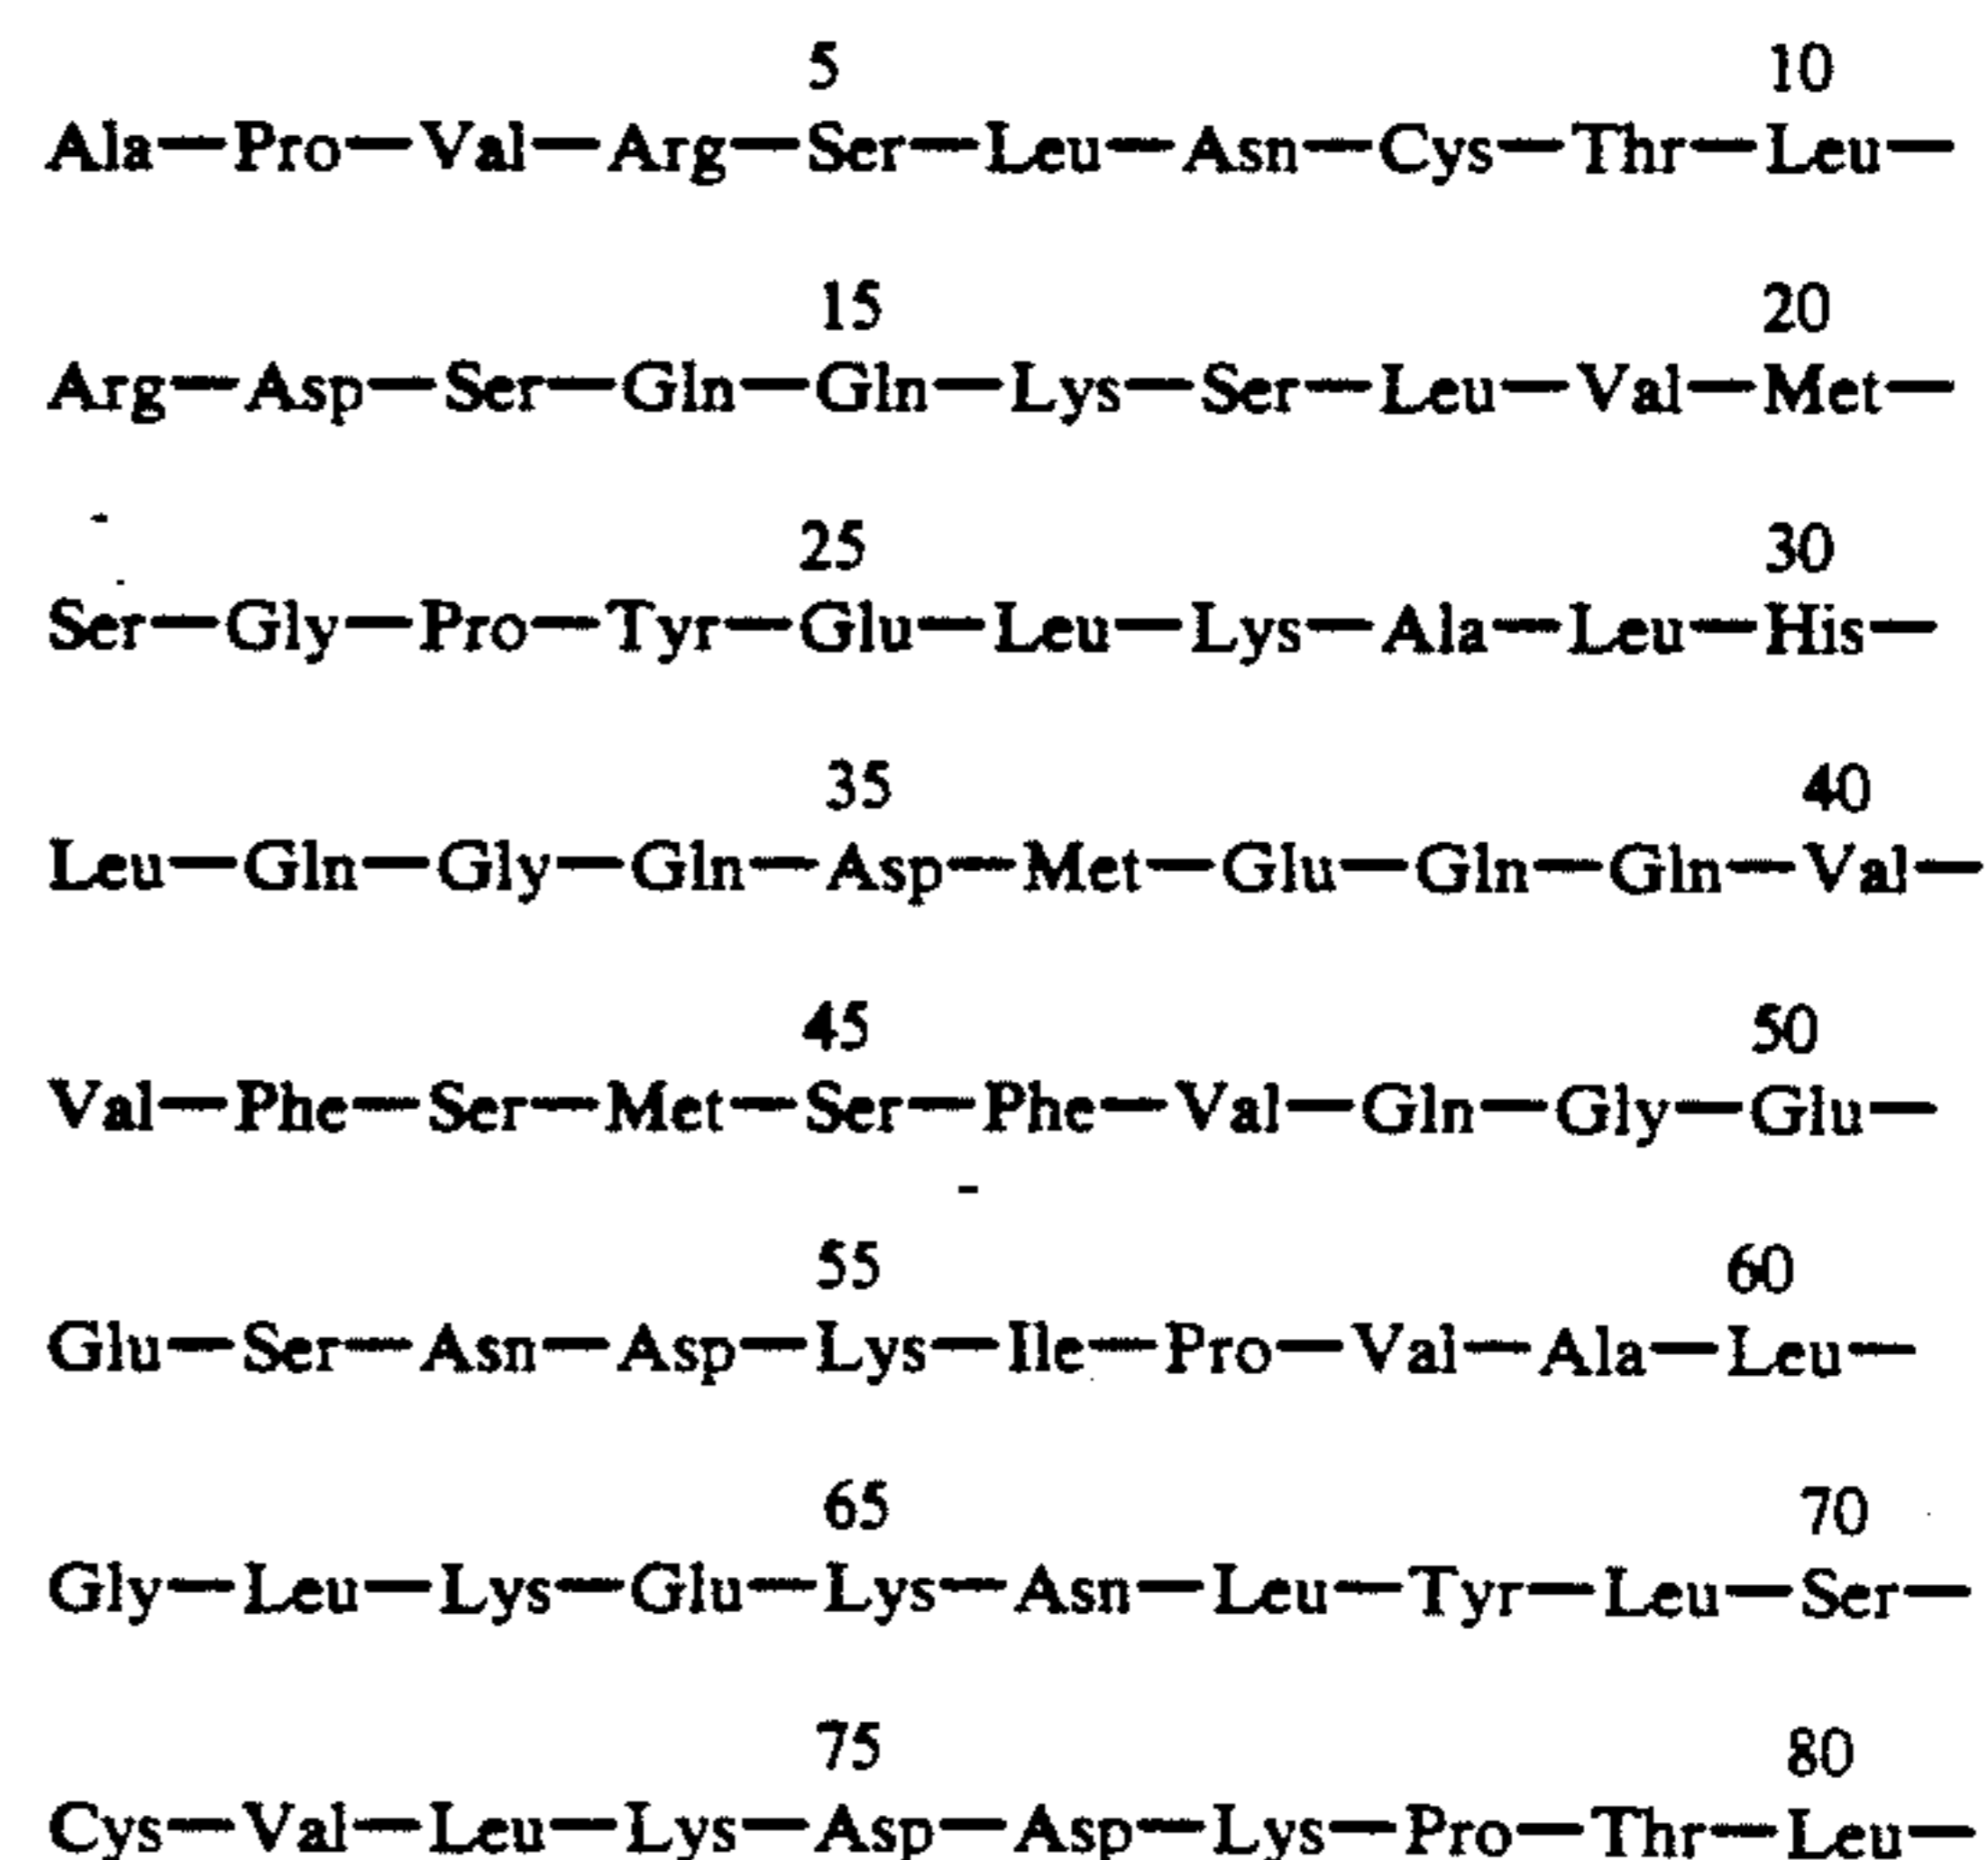 5 10
Ala—Pro—Val—Arg—Ser—Leu—Asn—Cys—Thr—Leu—
15 20
Arg—Asp—Ser—Gln—Gln—Lys—Ser—Leu—Val—Met—
25 30
Ser—Gly—Pro—Tyr—Glu—Leu—Lys—Ala—Leu—His—
35 40
Leu—Gln—Gly—Gln—Asp—Met—Glu—Gln—Gln—Val—
45 50
Val—Phe—Ser—Met—Ser—Phe—Val—Gln—Gly—Glu—
55 60
Glu—Ser—Asn—Asp—Lys—Ile—Pro—Val—Ala—Leu—
65 70
Gly—Leu—Lys—Glu—Lys—Asn—Leu—Tyr—Leu—Ser—
75 80
Cys—Val—Leu—Lys—Asp—Asp—Lys—Pro—Thr—Leu—